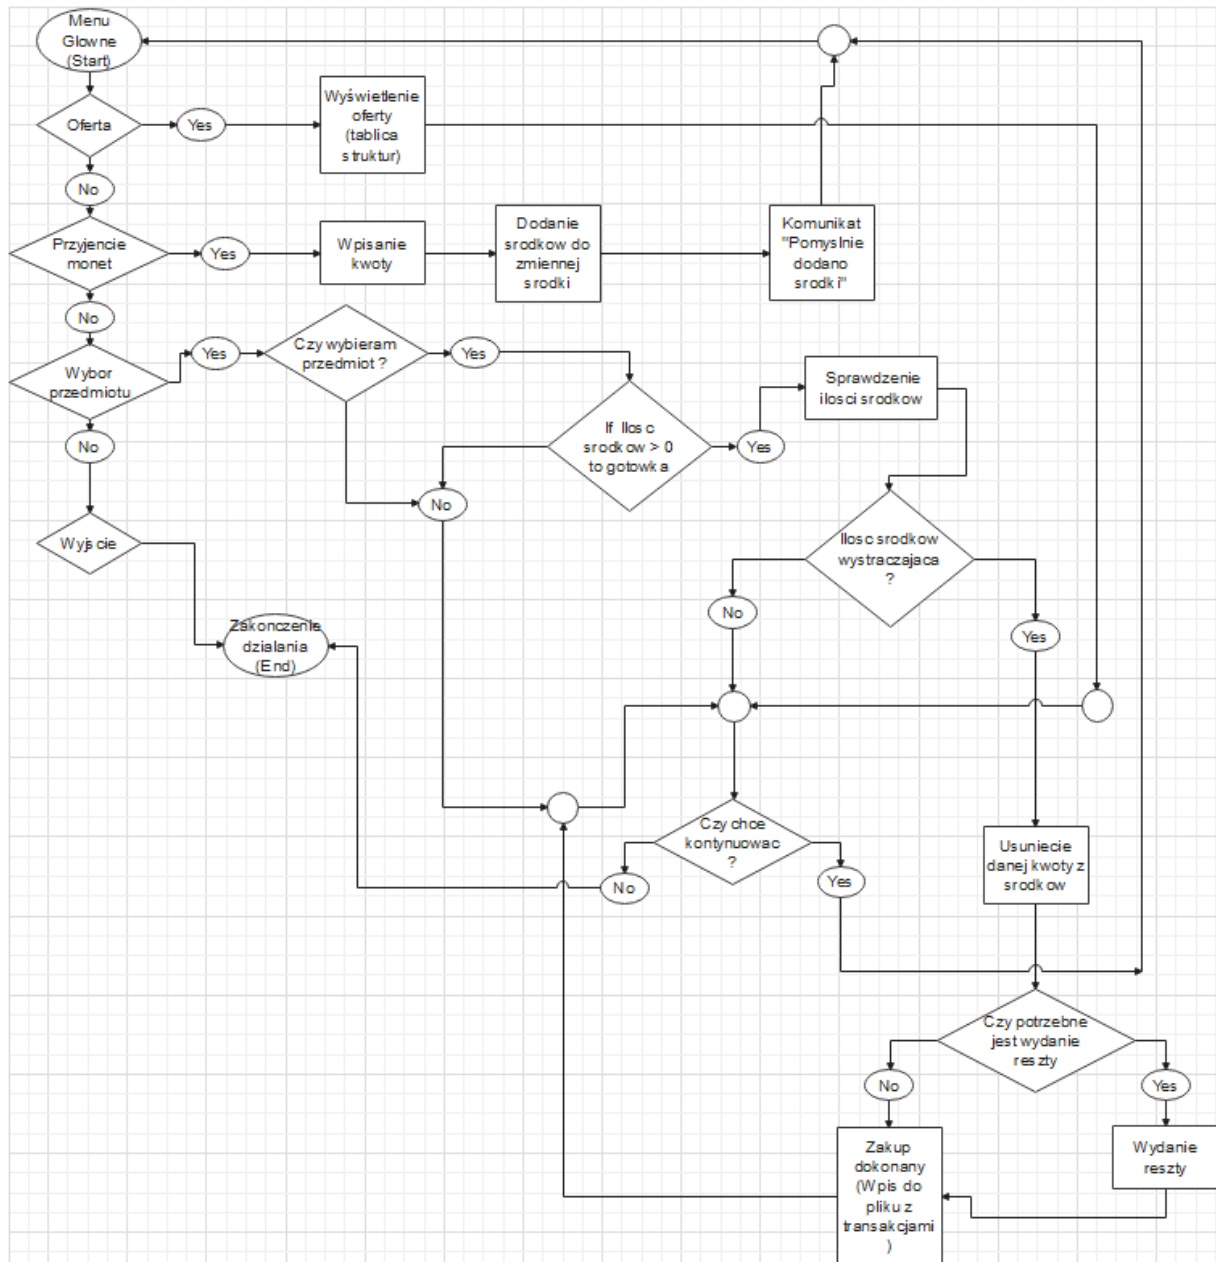 Menu
Glowne
(Start)
Oferta
Yes
Wyświetlenie
oferty
(tablica
struktur)
No
Przyjencie
monet
Yes
Wpisanie
kwoty
Dodanie
srodkow do
zmiennej
srodki
Komunikat
"Pomyslnie
dodano
srodki"
No
Wybor
przedmiotu
Yes
Czy wybieram
przedmiot ?
Yes
Sprawdzenie
ilosci srodkow
If Ilosc
srodkow > 0
to gotowka
Yes
No
No
Wyjscie
Ilosc srodkow
wystraczajaca
?
No
Yes
Zakonczenie
dzialania
(End)
Czy chce
kontynuowac
?
No
Yes
Usuniecie
danej kwoty z
srodkow
Czy potrzebne
jest wydanie
reszty
No
Yes
Zakup
dokonany
(Wpis do
pliku z
transakcjami
)
Wydanie
reszty